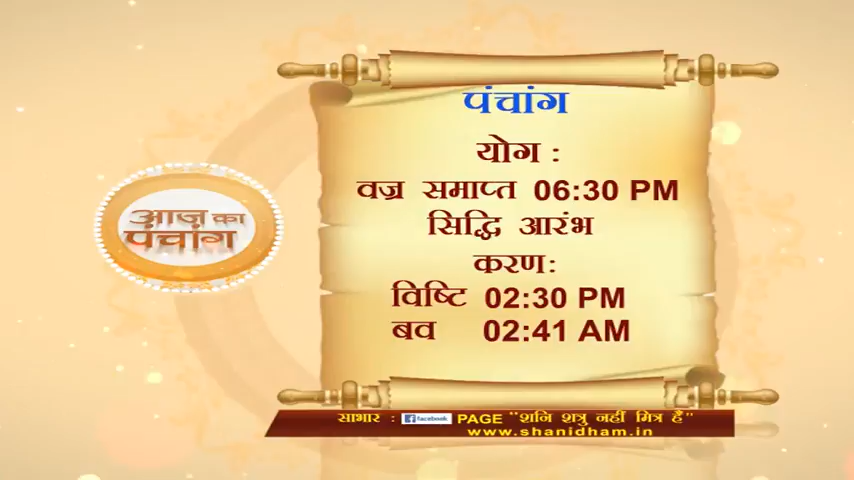 पंचांग
योग :
वज्र समाप्त 06:30 PM
सिद्धि आरंभ
करण:
विष्टि 02:30 PM
बव 02:41 AM
आज का
पंचांग
साभार : facebook PAGE "शनि शत्रु नहीं मित्र है"
www.shanidham.in